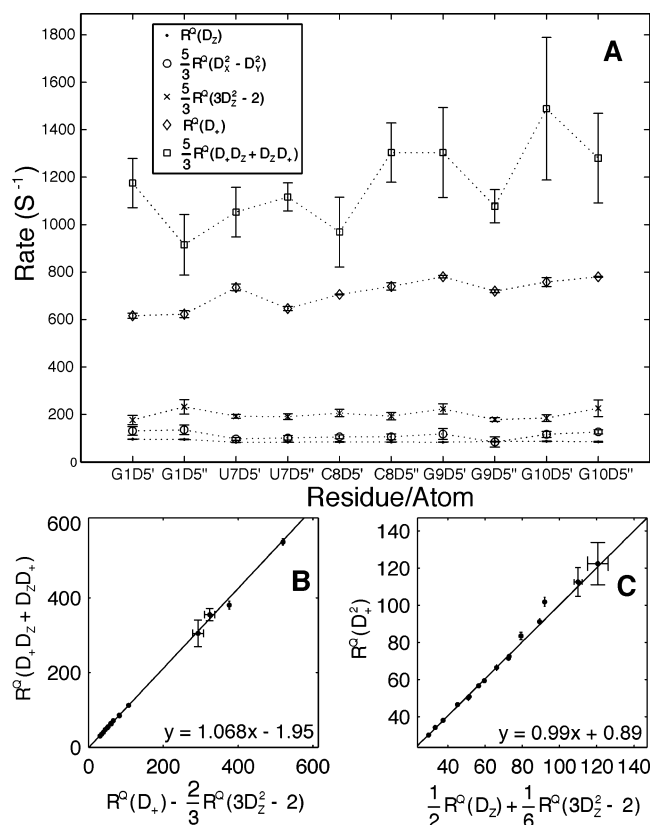 A
R^Q(D_Z)
5/3 R^Q(D_X^2 - D_Y^2)
5/3 R^Q(3D_Z^2 - 2)
R^Q(D_+)
5/3 R^Q(D_+D_Z + D_ZD_+)
Rate (S^-1)
1800
1600
1400
1200
1000
800
600
400
200
0
G1D5' G1D5'' U7D5' U7D5'' C8D5' C8D5'' G9D5' G9D5'' G10D5' G10D5''
Residue/Atom
B
R^Q(D_+D_Z + D_ZD_+)
600
400
200
0
y = 1.068x - 1.95
0 200 400 600
R^Q(D_+) - 2/3 R^Q(3D_Z^2 - 2)
C
R^Q(D_+^2)
140
120
100
80
60
40
y = 0.99x + 0.89
40 60 80 100 120 140
1/2 R^Q(D_Z) + 1/6 R^Q(3D_Z^2 - 2)